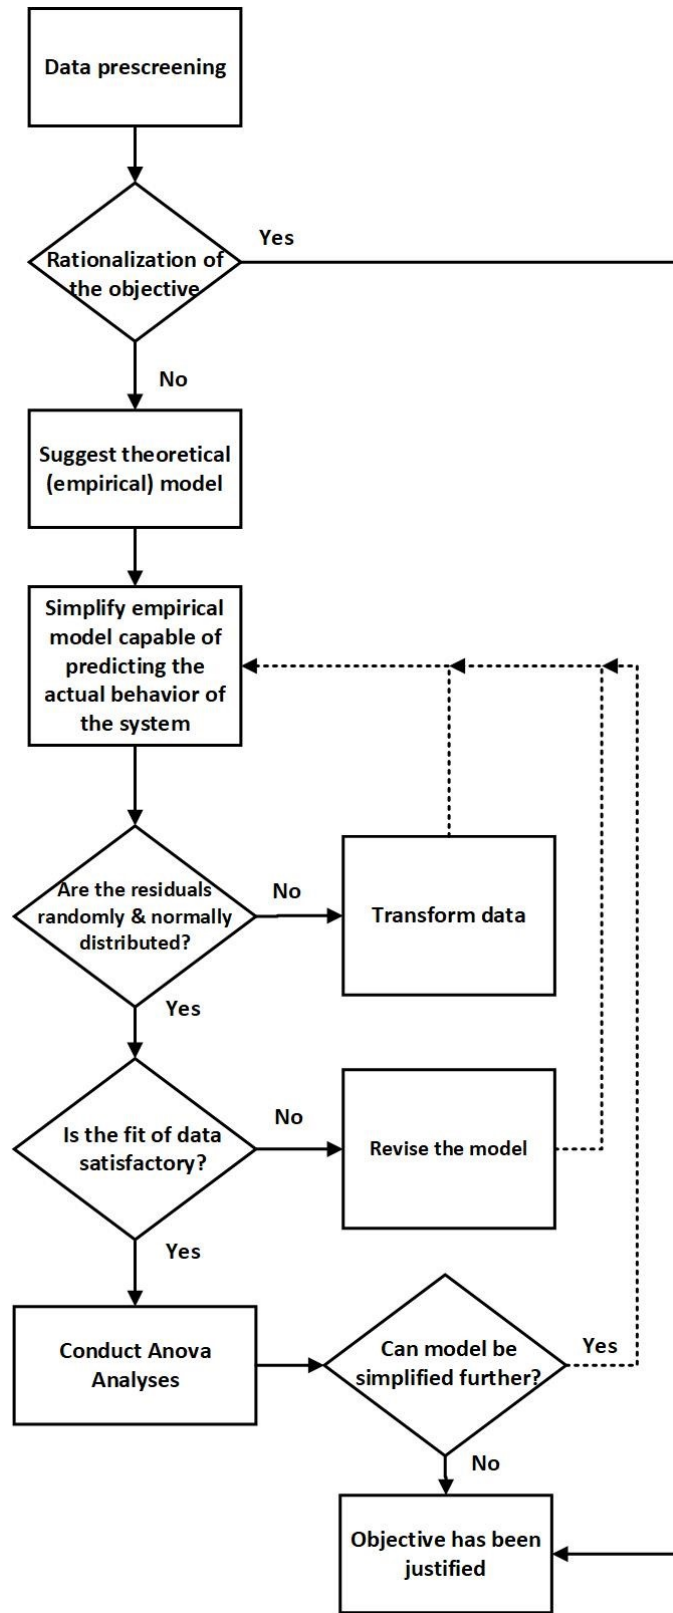 Data prescreening
Yes
Rationalization of
the objective
No
Suggest theoretical
(empirical) model
Simplify empirical
model capable of
predicting the
actual behavior of
the system
Are the residuals
randomly & normally
distributed?
No
Transform data
Yes
Is the fit of data
satisfactory?
No
Revise the model
Yes
Conduct Anova
Analyses
Can model be
simplified further?
Yes
No
Objective has been
justified